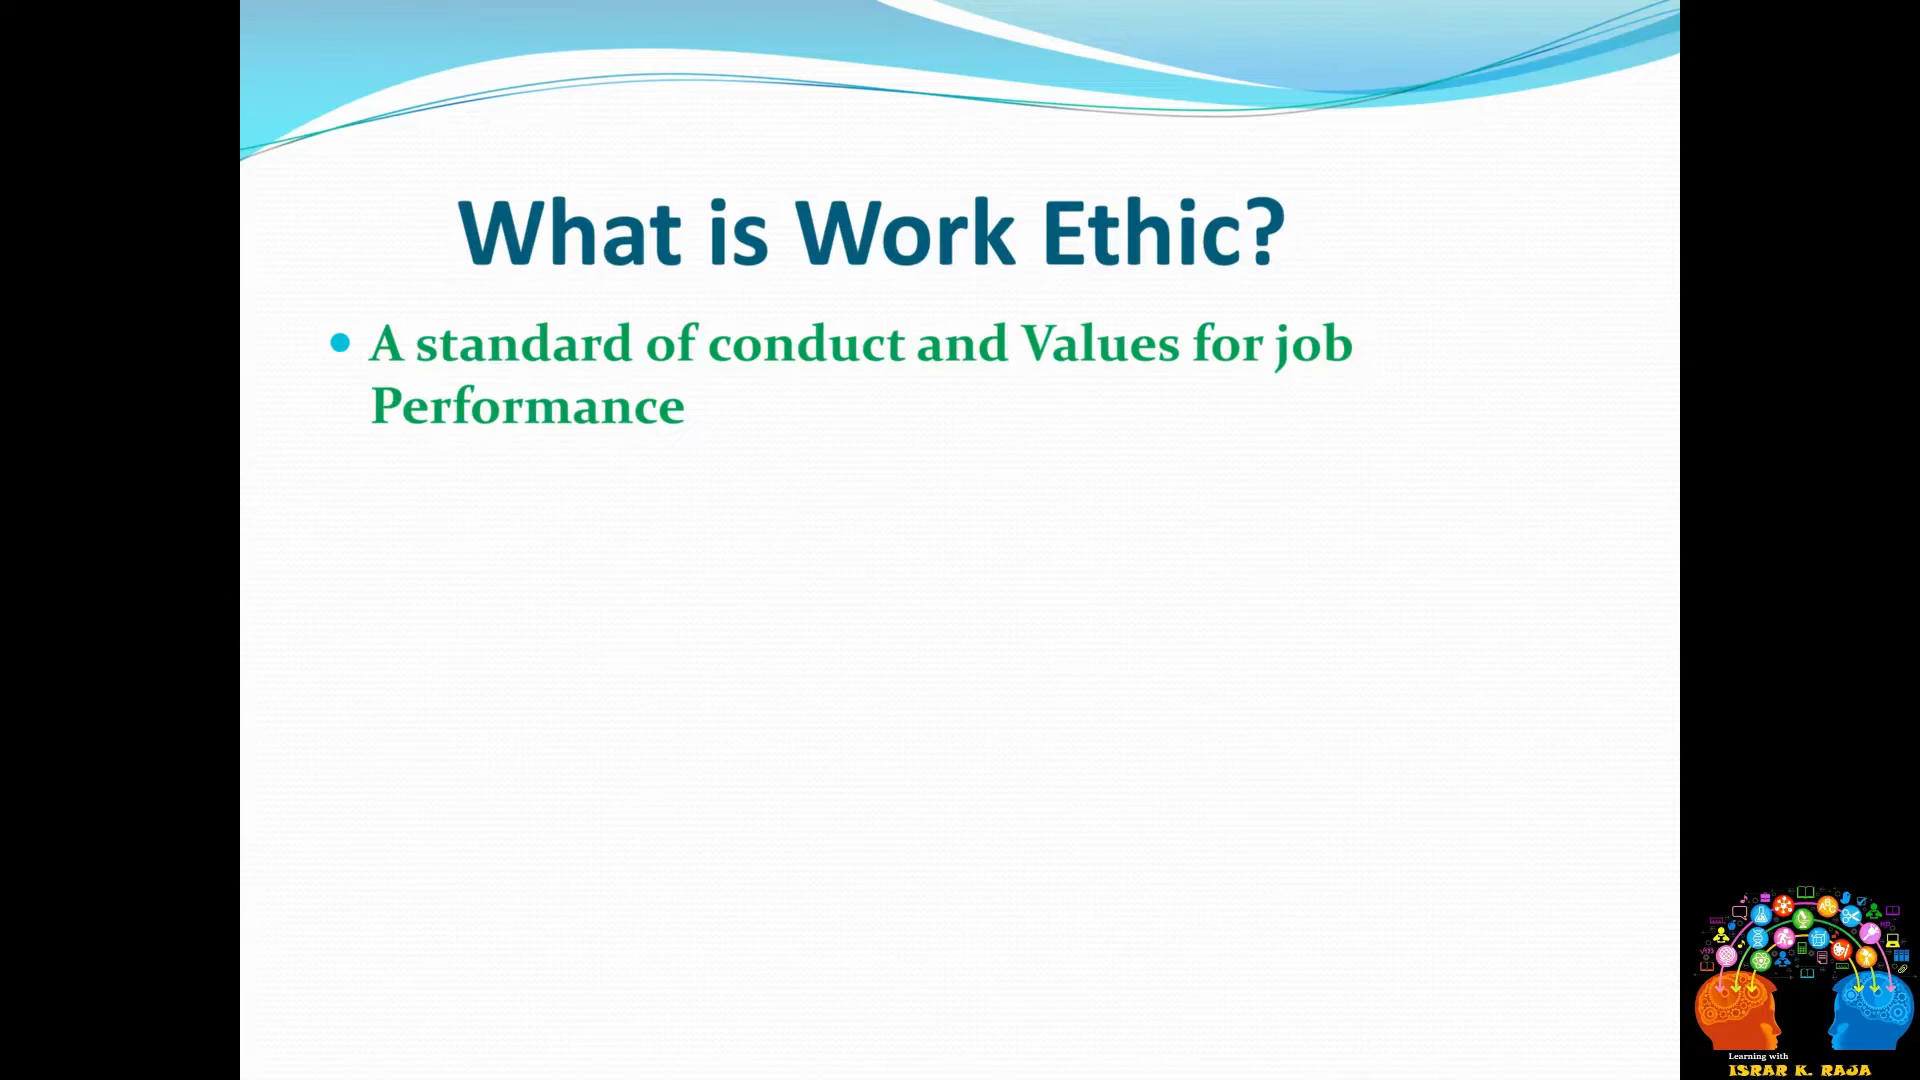 What is Work Ethic?
A standard of conduct and Values for job
Performance
Learning with
ISRAR K. RAJA